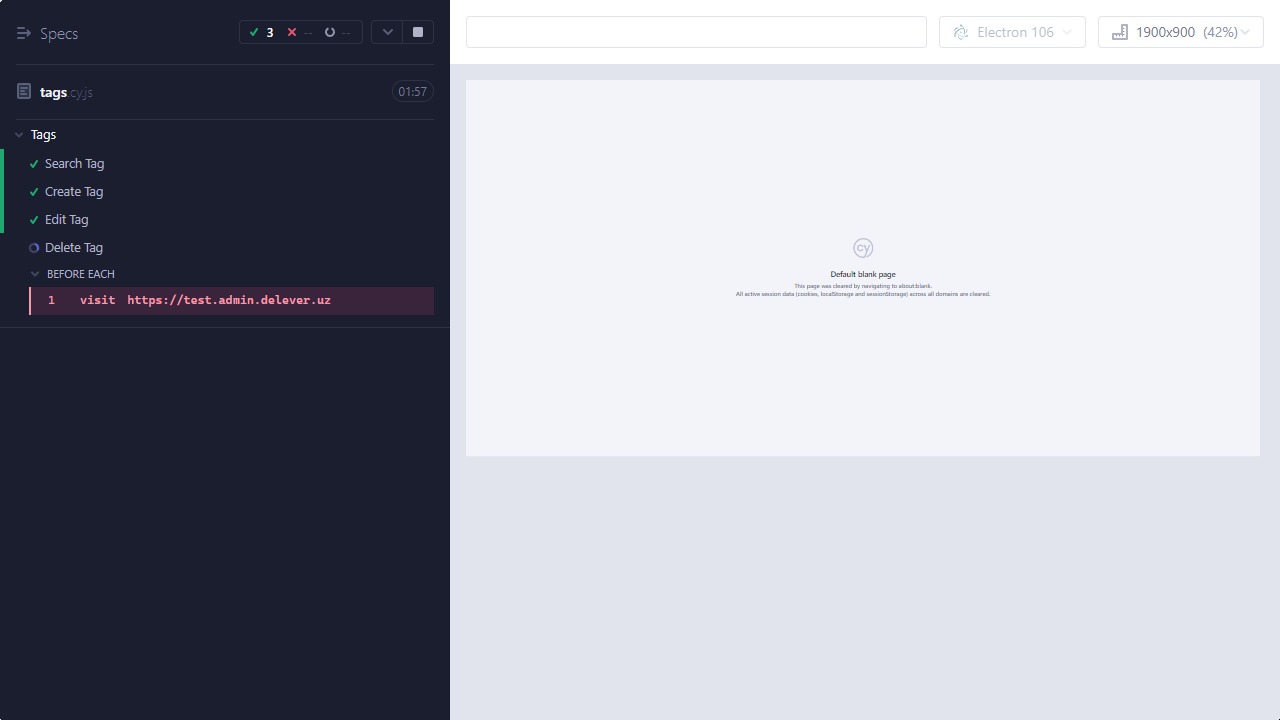 Specs
3
--
--
tags cy.js
01:57
Tags
Search Tag
Create Tag
Edit Tag
Delete Tag
BEFORE EACH
1 visit https://test.admin.delever.uz
Electron 106
1900x900 (42%)
cy
Default blank page
This page was cleared by navigating to about:blank.
All active session data (cookies, localStorage and sessionStorage) across all domains are cleared.